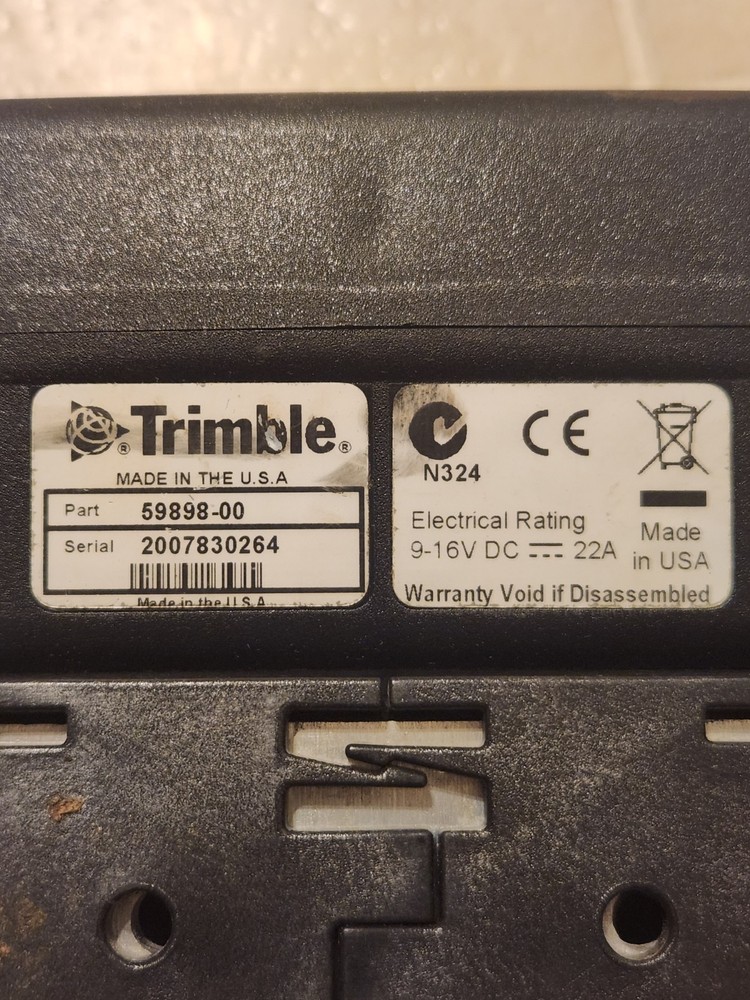 Trimble®
MADE IN THE U.S.A
Part 59898-00
Serial 2007830264
Made in the U.S.A
N324
CE
Electrical Rating
9-16V DC 22A
Made
in USA
Warranty Void if Disassembled